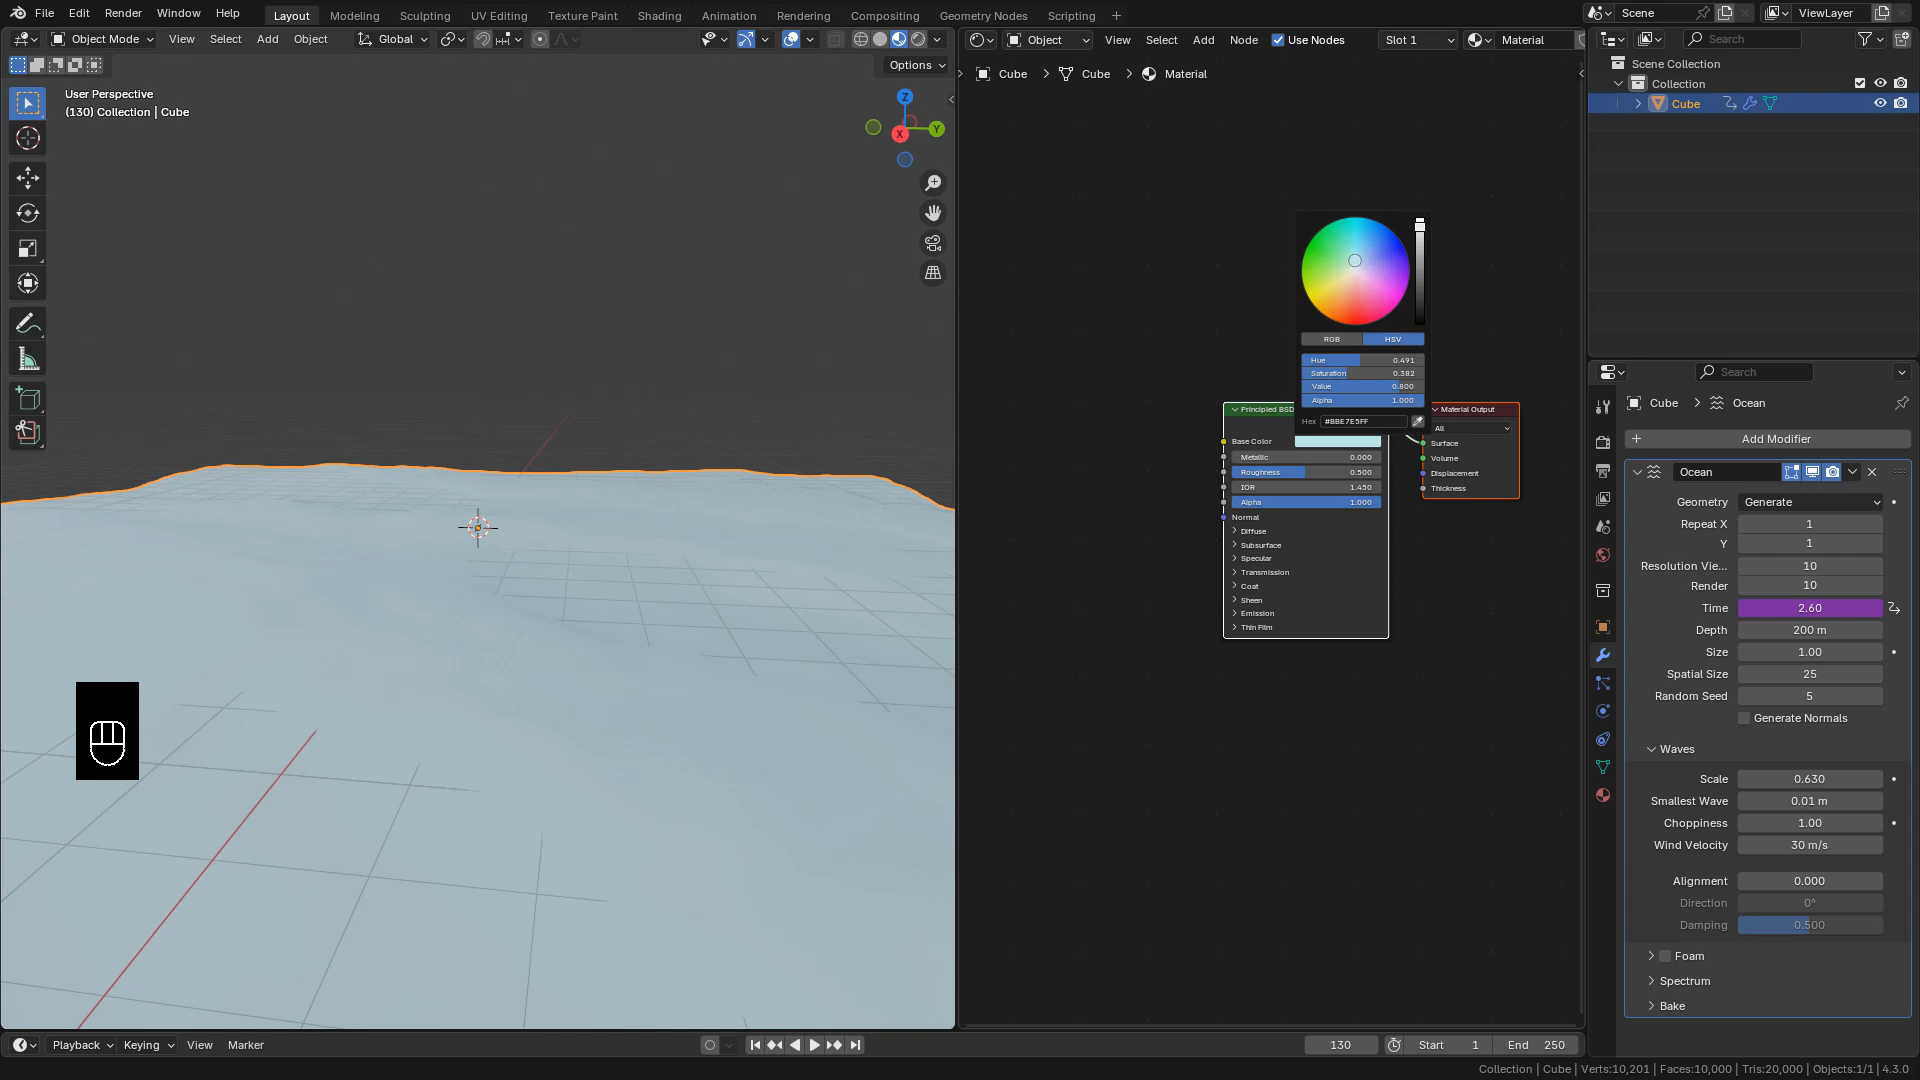 File Edit Render Window Help
Layout Modeling Sculpting UV Editing Texture Paint Shading Animation Rendering Compositing Geometry Nodes Scripting
Scene
ViewLayer
Object Mode View Select Add Object
Global
Options
Object View Select Add Node Use Nodes Slot 1 Material
Search
User Perspective
(130) Collection | Cube
Z
Y
X
Cube Cube Material
Scene Collection
Collection
Cube
RGB HSV
Hue 0.491
Saturation 0.382
Value 0.800
Alpha 1.000
Hex #BBE7E5FF
Principled BSD
Base Color
Metallic 0.000
Roughness 0.500
IOR 1.450
Alpha 1.000
Normal
Diffuse
Subsurface
Specular
Transmission
Coat
Sheen
Emission
Thin Film
Material Output
All
Surface
Volume
Displacement
Thickness
Search
Cube Ocean
Add Modifier
Ocean
Geometry Generate
Repeat X 1
Y 1
Resolution Vie... 10
Render 10
Time 2.60
Depth 200 m
Size 1.00
Spatial Size 25
Random Seed 5
Generate Normals
Waves
Scale 0.630
Smallest Wave 0.01 m
Choppiness 1.00
Wind Velocity 30 m/s
Alignment 0.000
Direction 0°
Damping 0.500
Foam
Spectrum
Bake
Playback Keying View Marker
130
Start 1
End 250
Collection | Cube | Verts:10,201 | Faces:10,000 | Tris:20,000 | Objects:1/1 | 4.3.0